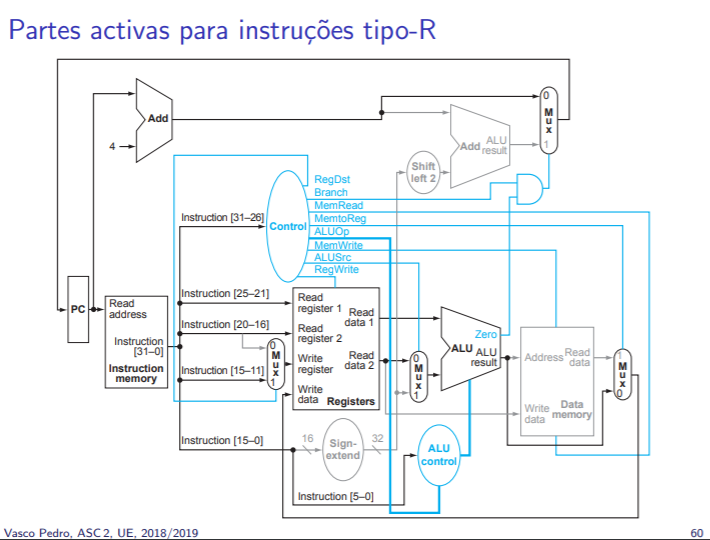 Partes activas para instruções tipo-R
Add
4
0
M
u
x
1
Add
ALU
result
Shift
left 2
RegDst
Branch
MemRead
MemtoReg
ALUOp
MemWrite
ALUSrc
RegWrite
Control
Instruction [31–26]
Instruction [25–21]
Instruction [20–16]
Instruction [15–11]
Instruction [15–0]
Instruction [5–0]
PC
Read
address
Instruction
[31–0]
Instruction
memory
0
M
u
x
1
Read
register 1
Read
register 2
Write
register
Write
data
Read
data 1
Read
data 2
Registers
0
M
u
x
1
Zero
ALU
ALU
result
Address
Read
data
Write
data
Data
memory
1
M
u
x
0
16
Sign-
extend
32
ALU
control
Vasco Pedro, ASC 2, UE, 2018/2019
60